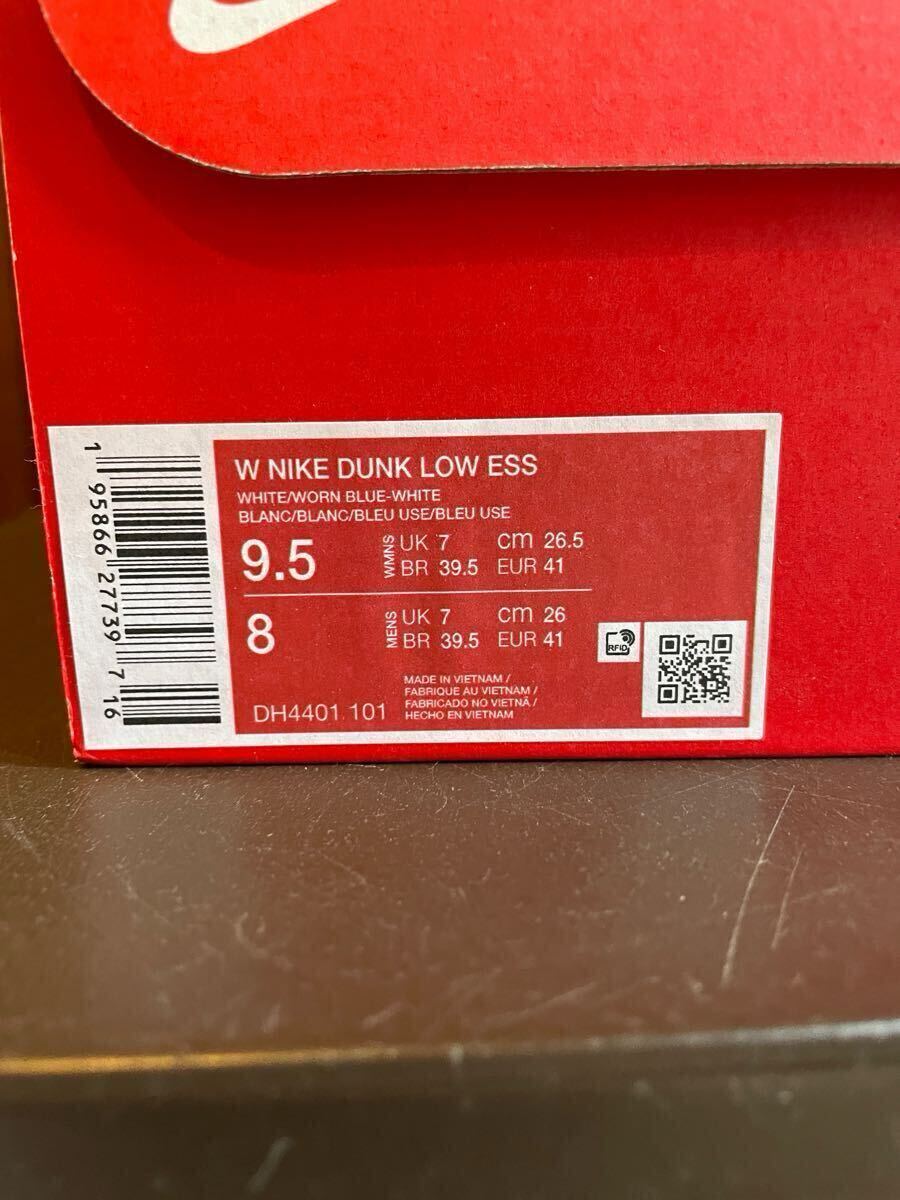 1 95866 27739 7 16
W NIKE DUNK LOW ESS
WHITE/WORN BLUE-WHITE
BLANC/BLANC/BLEU USE/BLEU USE
9.5 WMNS UK 7 cm 26.5
BR 39.5 EUR 41
8 MENS UK 7 cm 26
BR 39.5 EUR 41
RFID
DH4401 101
MADE IN VIETNAM /
FABRIQUE AU VIETNAM /
FABRICADO NO VIETNÃ /
HECHO EN VIETNAM